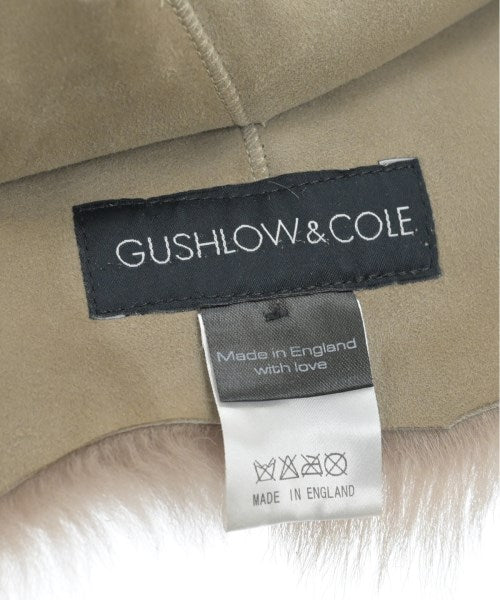 GUSHLOW & COLE
Made in England
with love
MADE IN ENGLAND